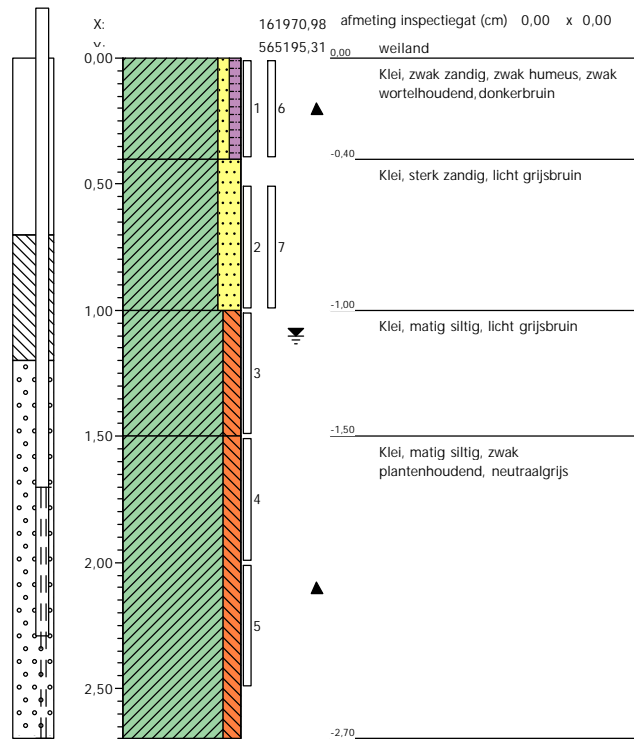 X: 161970,98 afmeting inspectiegat (cm) 0,00 x 0,00
565195,31 weiland
0,00 0,00
Klei, zwak zandig, zwak humeus, zwak
wortelhoudend, donkerbruin
1 6
-0,40
Klei, sterk zandig, licht grijsbruin
0,50
2 7
1,00 -1,00
Klei, matig siltig, licht grijsbruin
3
1,50 -1,50
Klei, matig siltig, zwak
plantenhoudend, neutraalgrijs
4
2,00
5
2,50
-2,70